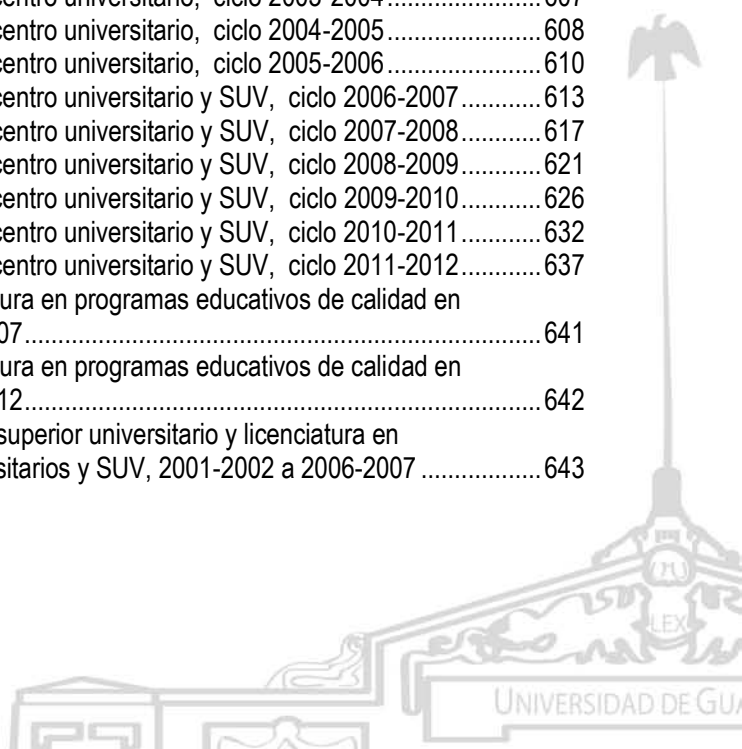 centro universitario, ciclo 2004-2005.....................608
centro universitario, ciclo 2005-2006.....................610
centro universitario y SUV, ciclo 2006-2007............613
centro universitario y SUV, ciclo 2007-2008............617
centro universitario y SUV, ciclo 2008-2009............621
centro universitario y SUV, ciclo 2009-2010............626
centro universitario y SUV, ciclo 2010-2011............632
centro universitario y SUV, ciclo 2011-2012............637
ura en programas educativos de calidad en
07.................................................................................641
ura en programas educativos de calidad en
12.................................................................................642
superior universitario y licenciatura en
sitarios y SUV, 2001-2002 a 2006-2007 ..................643
LEX
UNIVERSIDAD DE GUA